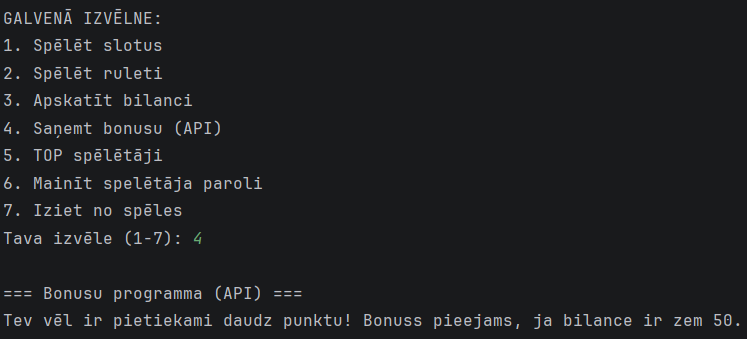 GALVENĀ IZVĒLNE:
1. Spēlēt slotus
2. Spēlēt ruleti
3. Apskatīt bilanci
4. Saņemt bonusu (API)
5. TOP spēlētāji
6. Mainīt spelētāja paroli
7. Iziet no spēles
Tava izvēle (1-7): 4
=== Bonusu programma (API) ===
Tev vēl ir pietiekami daudz punktu! Bonuss pieejams, ja bilance ir zem 50.